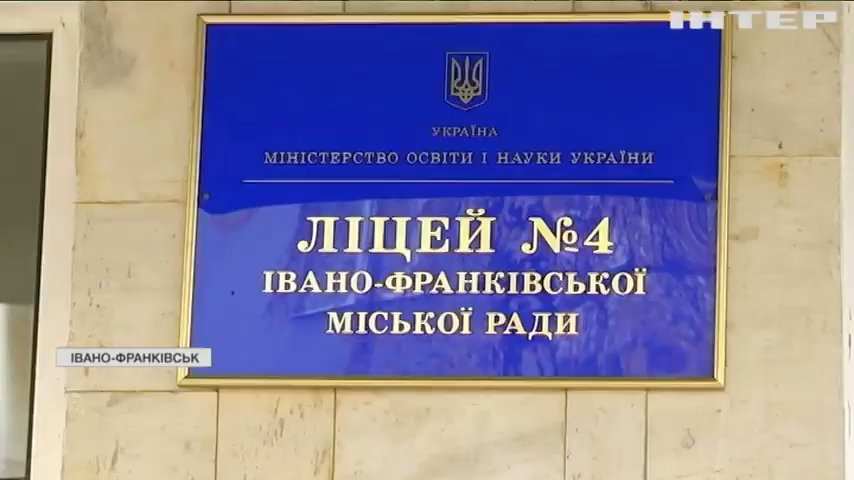 ІНТЕР
УКРАЇНА
МІНІСТЕРСТВО ОСВІТИ І НАУКИ УКРАЇНИ
ЛІЦЕЙ №4
ІВАНО-ФРАНКІВСЬКОЇ
МІСЬКОЇ РАДИ
ІВАНО-ФРАНКІВСЬК